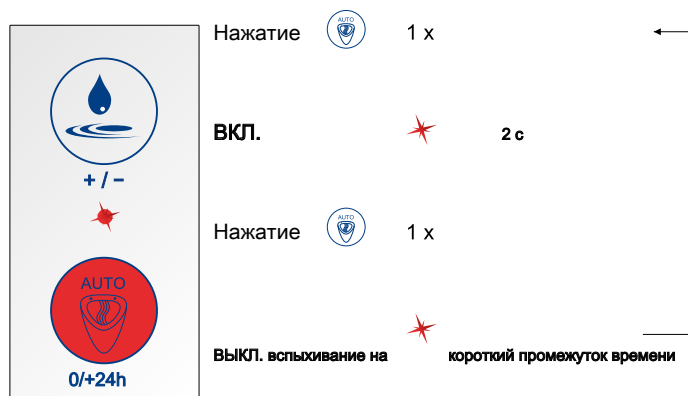 Нажатие AUTO 1 x
ВКЛ. 2 с
+ / −
Нажатие AUTO 1 x
AUTO
ВЫКЛ. вспыхивание на короткий промежуток времени
0/+24h